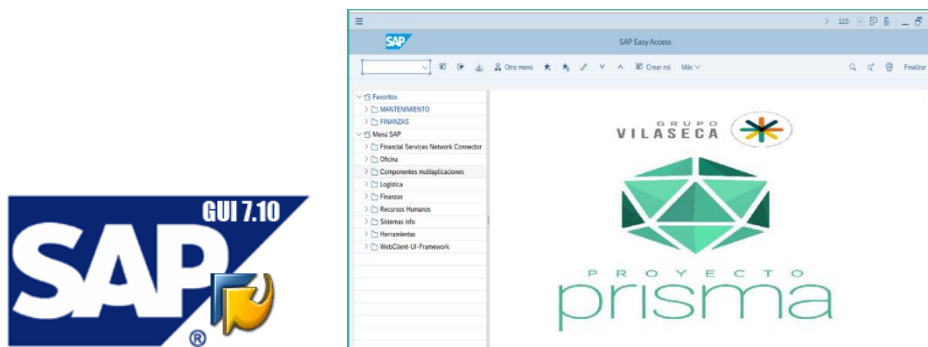 GUI 7.10
SAP
®
110
SAP
SAP Easy Access
Otro menú
Crear rol
Más
Finalizar
Favoritos
MANTENIMIENTO
FINANZAS
Menú SAP
Financial Services Network Connector
Oficina
Componentes multiaplicaciones
Logística
Finanzas
Recursos Humanos
Sistemas info
Herramientas
WebClient-UI-Framework
GRUPO
VILASECA
PROYECTO
prisma